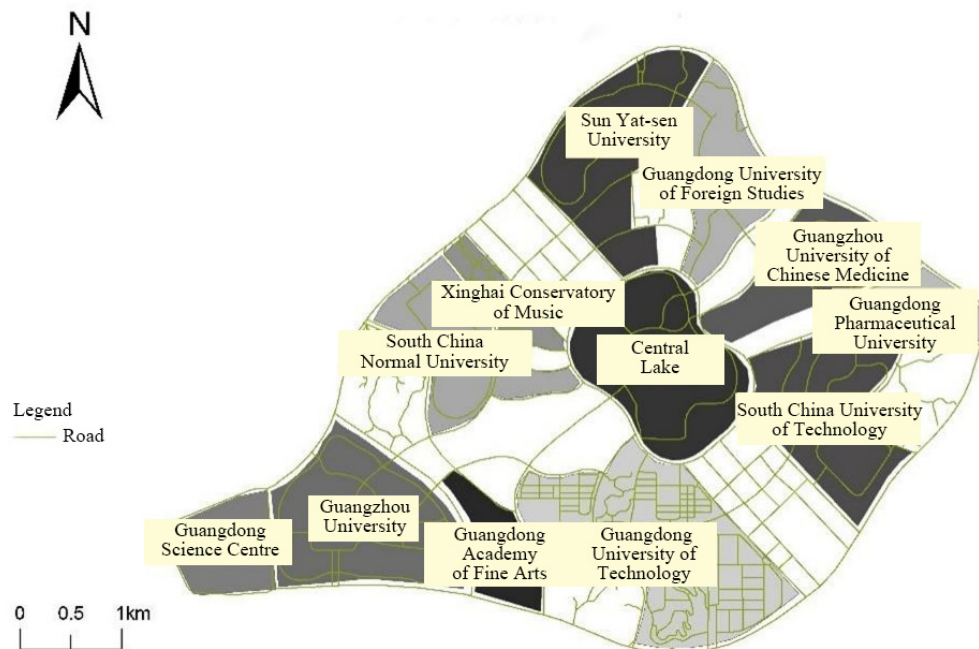 N
Sun Yat-sen
University
Guangdong University
of Foreign Studies
Guangzhou
University of
Chinese Medicine
Xinghai Conservatory
of Music
Guangdong
Pharmaceutical
University
South China
Normal University
Central
Lake
South China University
of Technology
Legend
Road
Guangzhou
University
Guangdong
Science Centre
Guangdong
Academy
of Fine Arts
Guangdong
University of
Technology
0 0.5 1km